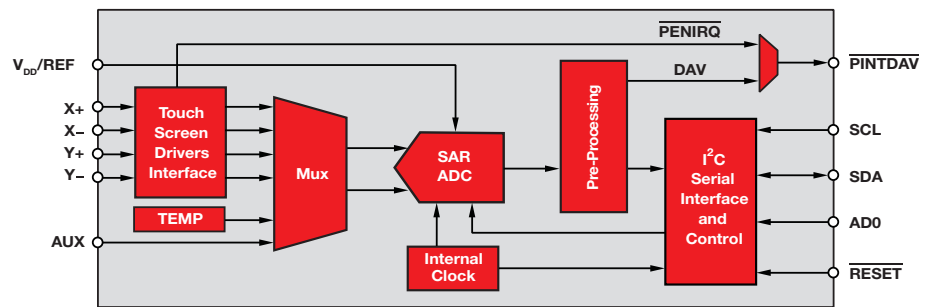 PENIRQ
V_DD/REF
DAV
PINTDAV
X+
X–
Y+
Y–
Touch
Screen
Drivers
Interface
Mux
SAR
ADC
Pre-Processing
I²C
Serial
Interface
and
Control
SCL
SDA
AD0
RESET
TEMP
AUX
Internal
Clock